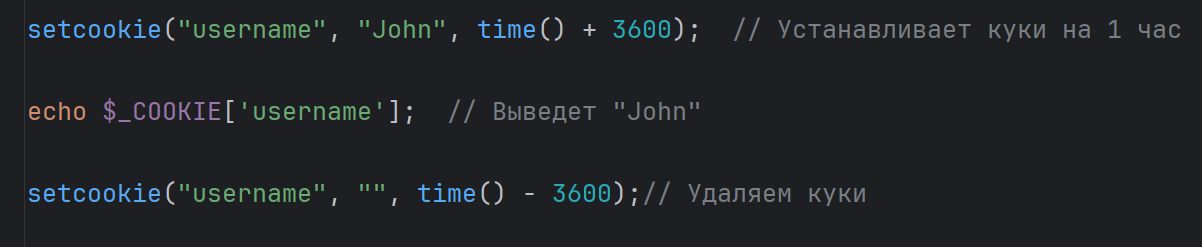 setcookie("username", "John", time() + 3600);  // Устанавливает куки на 1 час
echo $_COOKIE['username'];  // Выведет "John"
setcookie("username", "", time() - 3600);// Удаляем куки